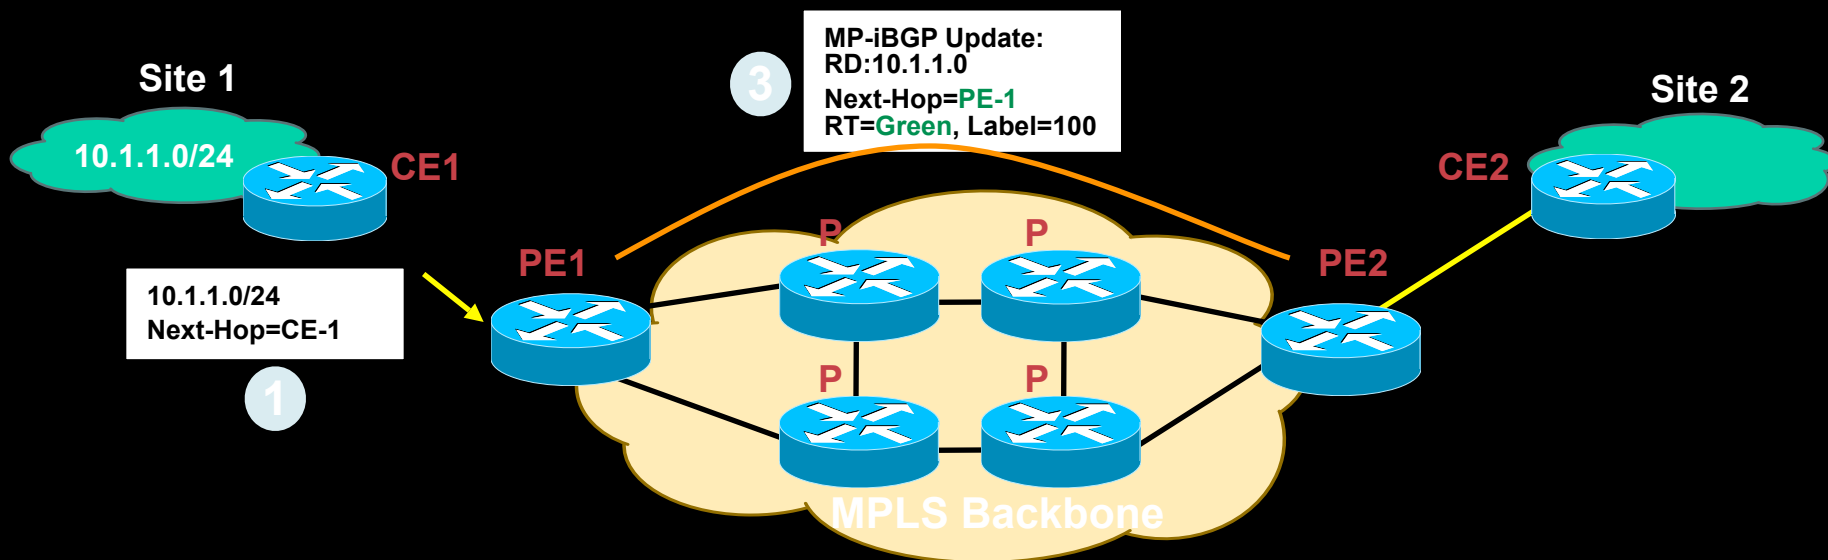 MP-iBGP Update:
RD:10.1.1.0
Next-Hop=PE-1
RT=Green, Label=100
3
Site 1
Site 2
10.1.1.0/24
CE1
CE2
P
P
PE1
PE2
10.1.1.0/24
Next-Hop=CE-1
1
P
P
MPLS Backbone